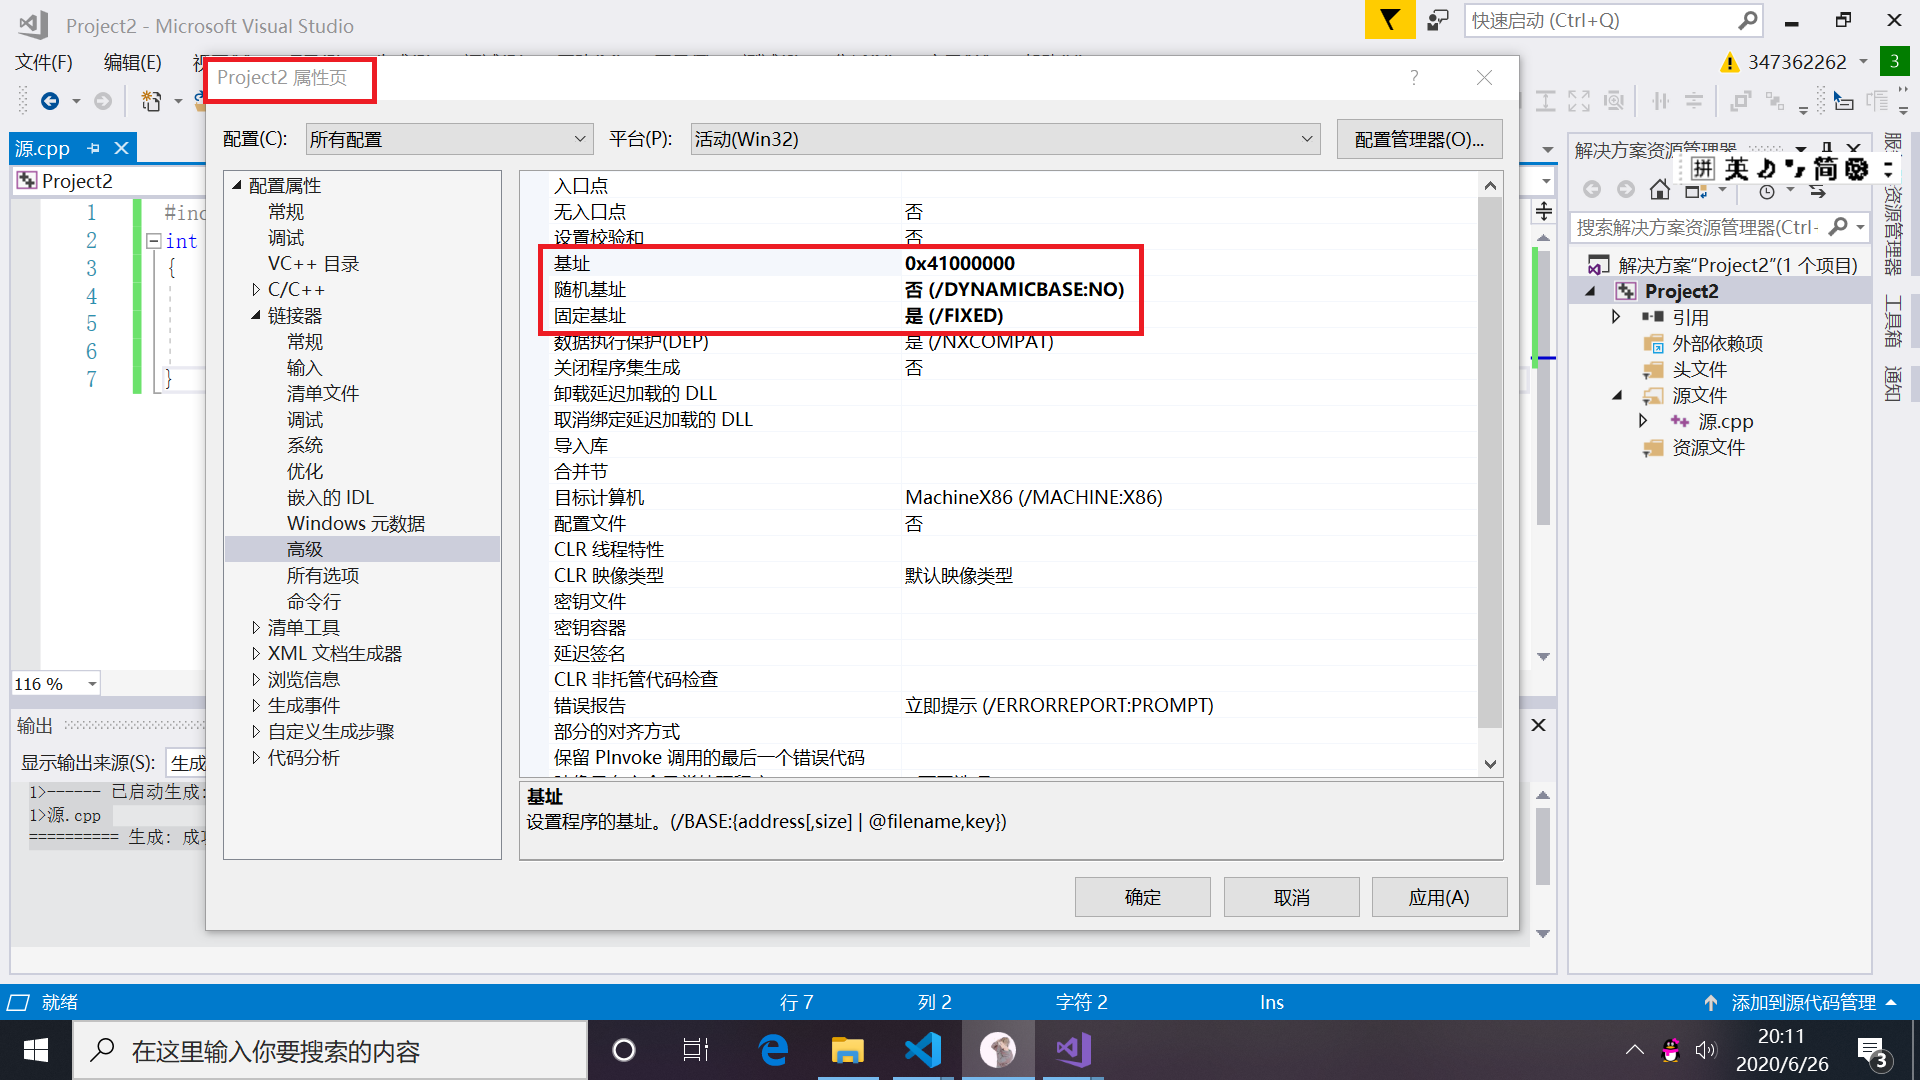 Project2 - Microsoft Visual Studio
快速启动 (Ctrl+Q)
文件(F)
编辑(E)
347362262
3
Project2 属性页
?
配置(C):
所有配置
平台(P):
活动(Win32)
配置管理器(O)...
源.cpp
Project2
1
#inc
2
int
3
{
4
5
6
7
}
116 %
配置属性
常规
调试
VC++ 目录
C/C++
链接器
常规
输入
清单文件
调试
系统
优化
嵌入的 IDL
Windows 元数据
高级
所有选项
命令行
清单工具
XML 文档生成器
浏览信息
生成事件
自定义生成步骤
代码分析
入口点
无入口点 否
设置校验和 否
基址 0x41000000
随机基址 否 (/DYNAMICBASE:NO)
固定基址 是 (/FIXED)
数据执行保护(DEP) 是 (/NXCOMPAT)
关闭程序集生成 否
卸载延迟加载的 DLL
取消绑定延迟加载的 DLL
导入库
合并节
目标计算机 MachineX86 (/MACHINE:X86)
配置文件 否
CLR 线程特性
CLR 映像类型 默认映像类型
密钥文件
密钥容器
延迟签名
CLR 非托管代码检查
错误报告 立即提示 (/ERRORREPORT:PROMPT)
部分的对齐方式
保留 PInvoke 调用的最后一个错误代码
基址
设置程序的基址。(/BASE:{address[,size] | @filename,key})
确定
取消
应用(A)
输出
显示输出来源(S):
生成
1>------ 已启动生成:
1>源.cpp
========== 生成: 成
解决方案资源管理器
拼 英 简
搜索解决方案资源管理器(Ctrl-
解决方案"Project2"(1 个项目)
Project2
引用
外部依赖项
头文件
源文件
源.cpp
资源文件
资源管理器
工具箱
通知
就绪
行 7
列 2
字符 2
Ins
添加到源代码管理
在这里输入你要搜索的内容
20:11
2020/6/26
3